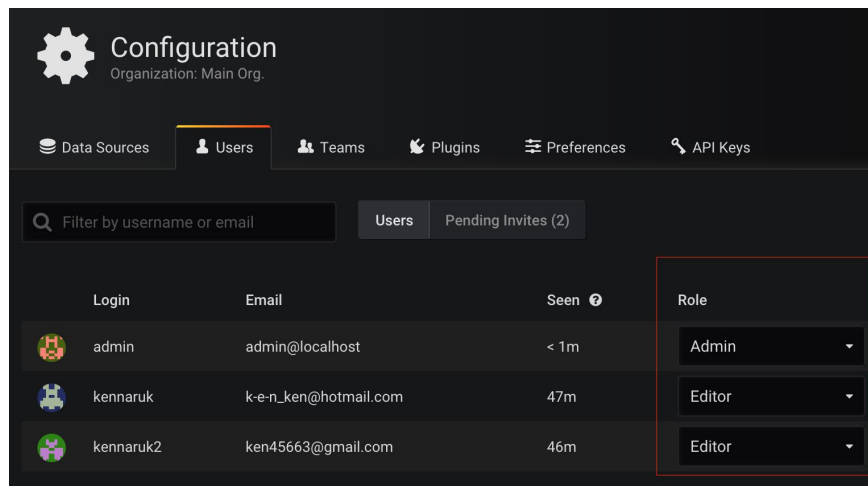 Configuration
Organization: Main Org.
Data Sources Users Teams Plugins Preferences API Keys
Filter by username or email Users Pending Invites (2)
Login Email Seen ? Role
admin admin@localhost < 1m Admin
kennaruk k-e-n_ken@hotmail.com 47m Editor
kennaruk2 ken45663@gmail.com 46m Editor